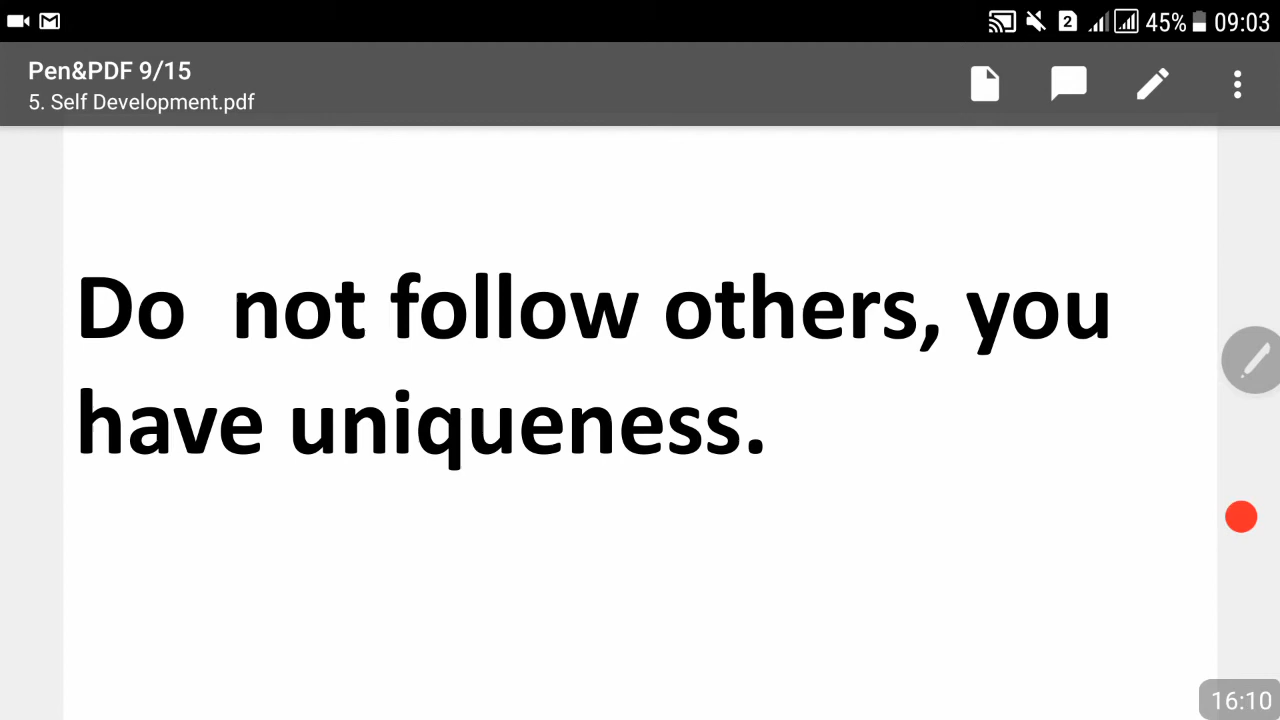 2 45% 09:03
Pen&PDF 9/15
5. Self Development.pdf
Do  not follow others, you
have uniqueness.
16:10